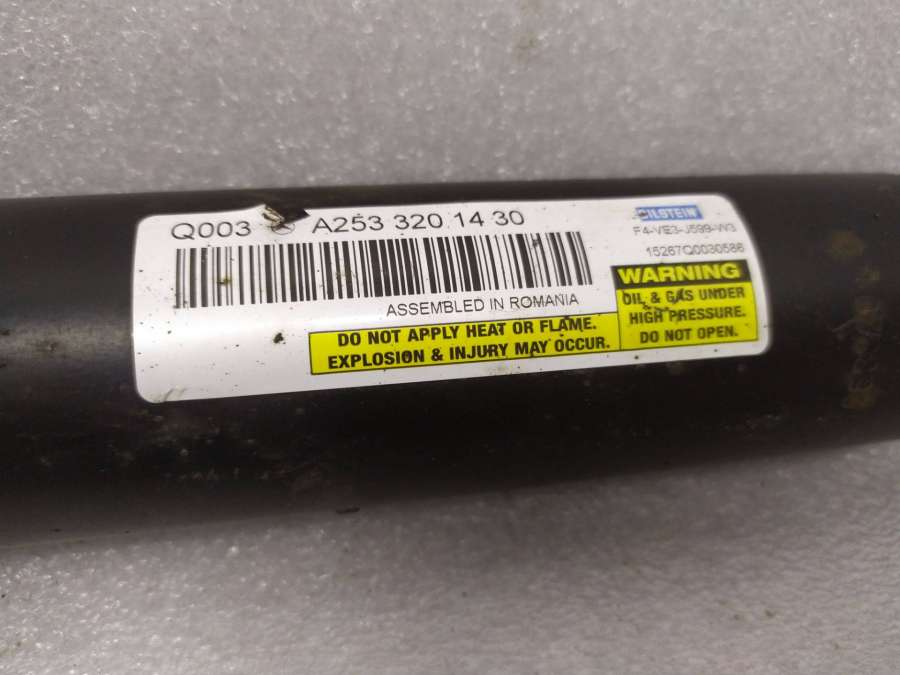 Q003 A253 320 14 30
BILSTEIN
F4-VE3-J599-W3
15267Q0030586
ASSEMBLED IN ROMANIA
WARNING
OIL & GAS UNDER
HIGH PRESSURE.
DO NOT OPEN.
DO NOT APPLY HEAT OR FLAME.
EXPLOSION & INJURY MAY OCCUR.